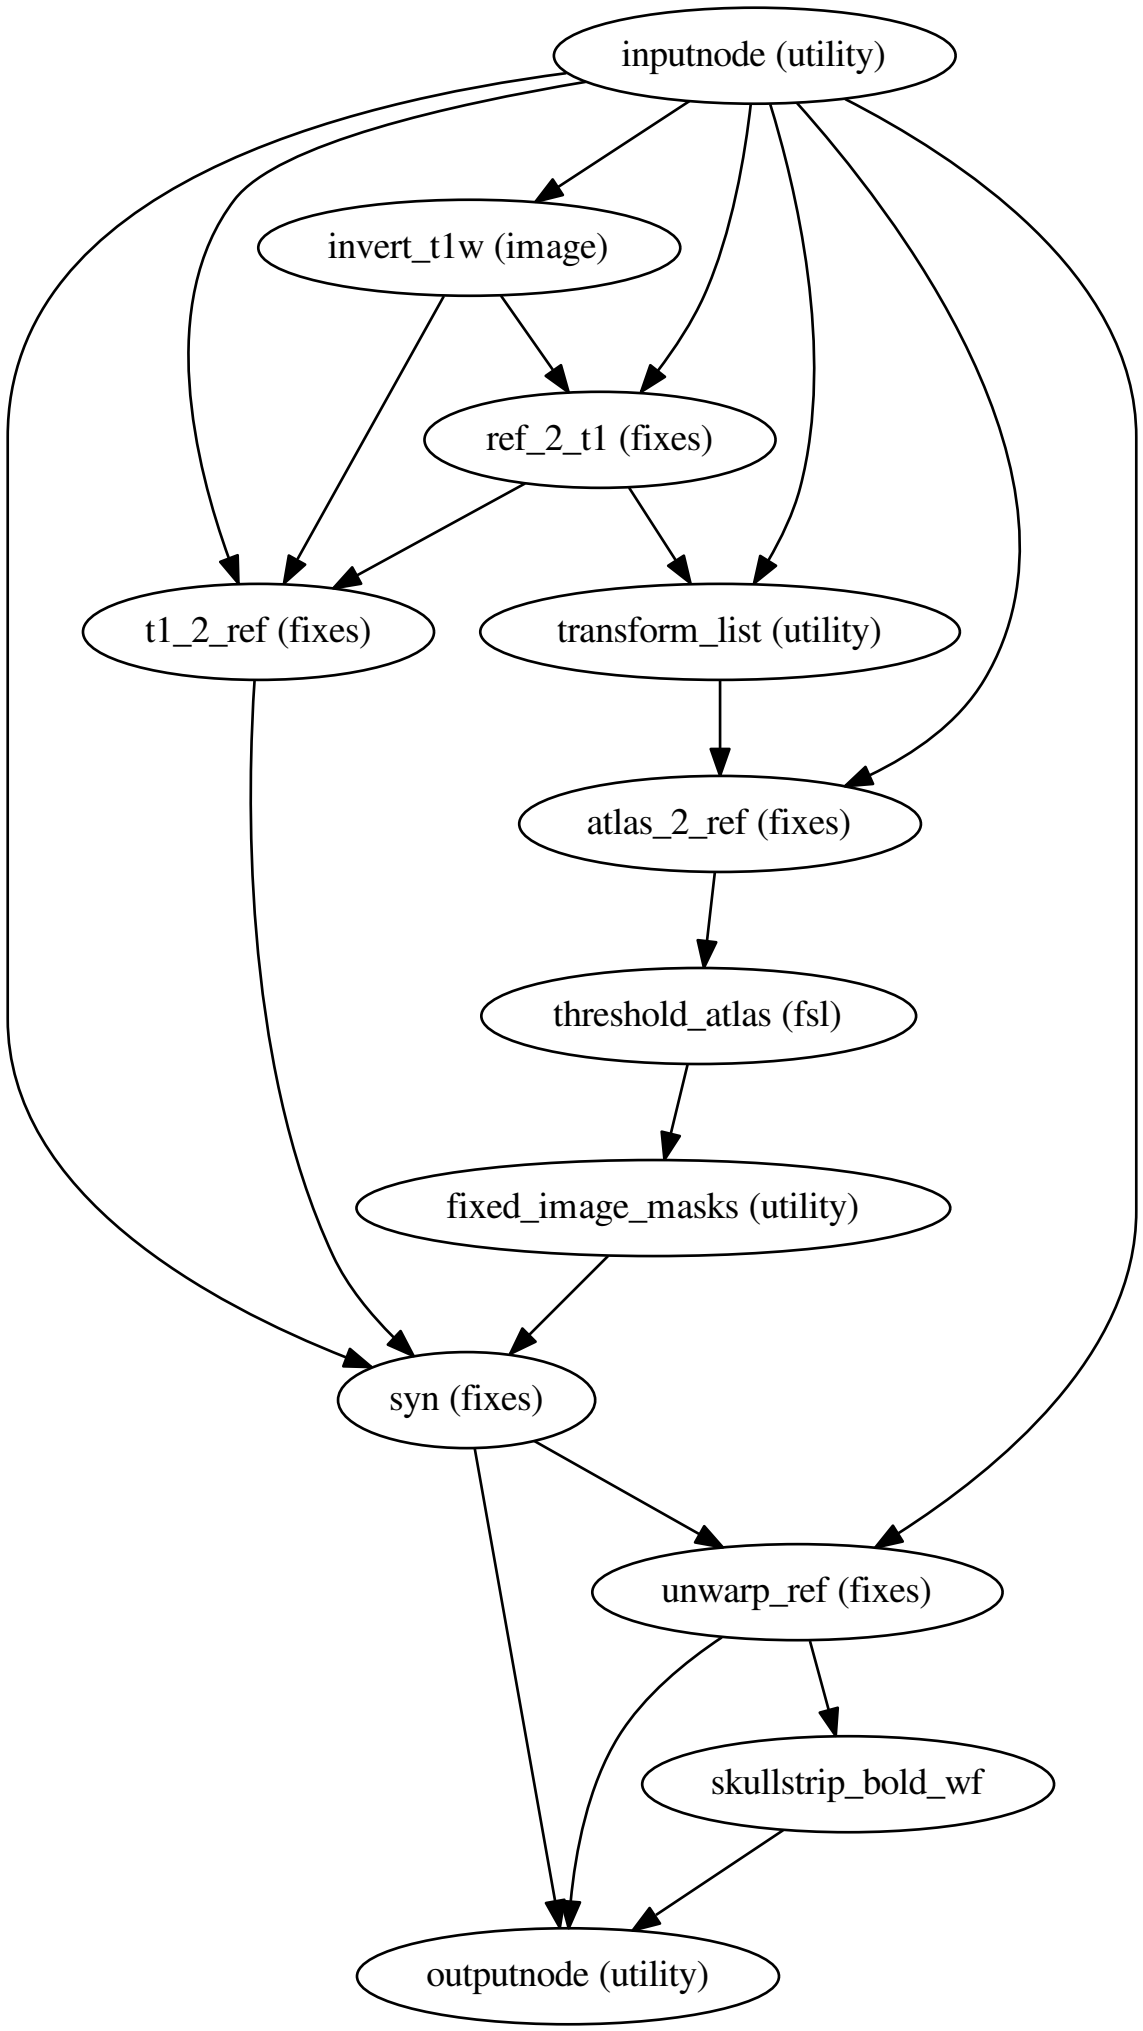 inputnode (utility)
invert_t1w (image)
ref_2_t1 (fixes)
t1_2_ref (fixes)
transform_list (utility)
atlas_2_ref (fixes)
threshold_atlas (fsl)
fixed_image_masks (utility)
syn (fixes)
unwarp_ref (fixes)
skullstrip_bold_wf
outputnode (utility)